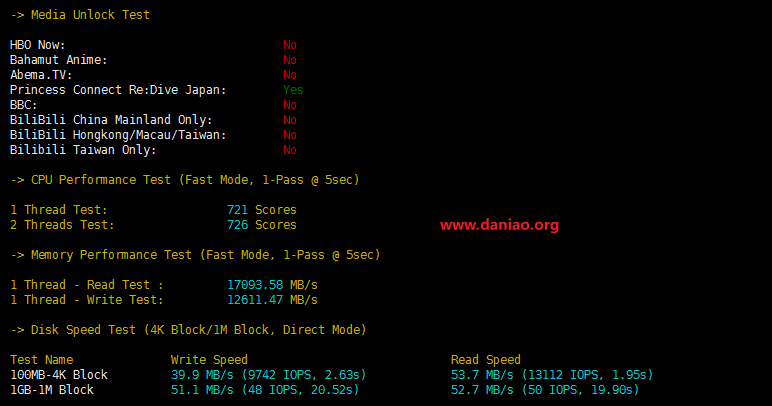 -> Media Unlock Test
HBO Now: No
Bahamut Anime: No
Abema.TV: No
Princess Connect Re:Dive Japan: Yes
BBC: No
BiliBili China Mainland Only: No
BiliBili Hongkong/Macau/Taiwan: No
Bilibili Taiwan Only: No
-> CPU Performance Test (Fast Mode, 1-Pass @ 5sec)
1 Thread Test: 721 Scores
2 Threads Test: 726 Scores
www.daniao.org
-> Memory Performance Test (Fast Mode, 1-Pass @ 5sec)
1 Thread - Read Test : 17093.58 MB/s
1 Thread - Write Test: 12611.47 MB/s
-> Disk Speed Test (4K Block/1M Block, Direct Mode)
Test Name Write Speed Read Speed
100MB-4K Block 39.9 MB/s (9742 IOPS, 2.63s) 53.7 MB/s (13112 IOPS, 1.95s)
1GB-1M Block 51.1 MB/s (48 IOPS, 20.52s) 52.7 MB/s (50 IOPS, 19.90s)